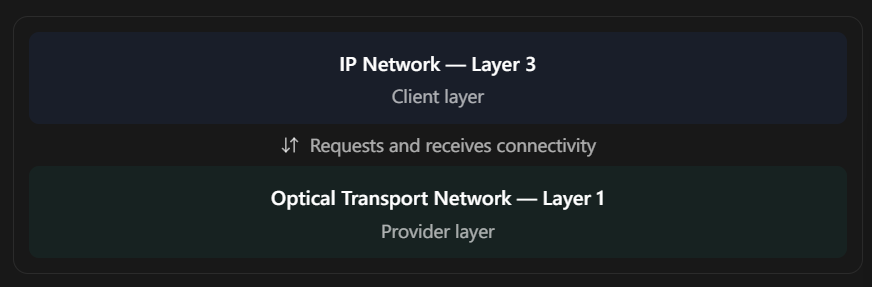 IP Network — Layer 3
Client layer
⇵ Requests and receives connectivity
Optical Transport Network — Layer 1
Provider layer